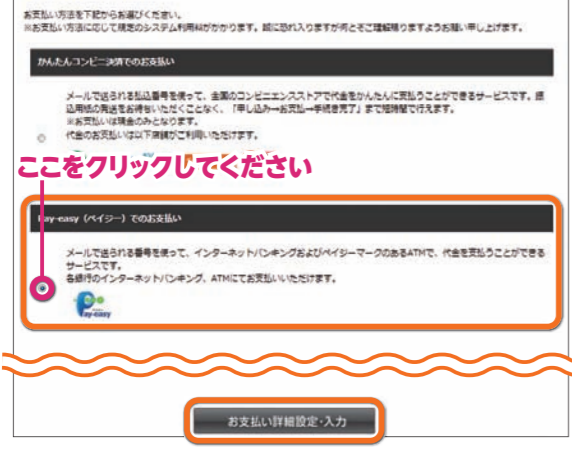 お支払い方法を下記からお選びください。
※お支払い方法に応じて規定のシステム利用料がかかります。誠に恐れ入りますが何とぞご理解賜りますようお願い申し上げます。
かんたんコンビニ決済でのお支払い
メールで送られる払込番号を使って、全国のコンビニエンスストアで代金をかんたんに支払うことができるサービスです。振
込用紙の発送をお待ちいただくことなく、「申し込み→お支払→手続き完了」まで短時間で行えます。
※お支払いは現金のみとなります。
代金のお支払いは以下店舗がご利用いただけます。
ここをクリックしてください
Pay-easy（ペイジー）でのお支払い
メールで送られる番号を使って、インターネットバンキングおよびペイジーマークのあるATMで、代金を支払うことができる
サービスです。
各銀行のインターネットバンキング、ATMにてお支払いいただけます。
Pay-easy
お支払い詳細設定・入力